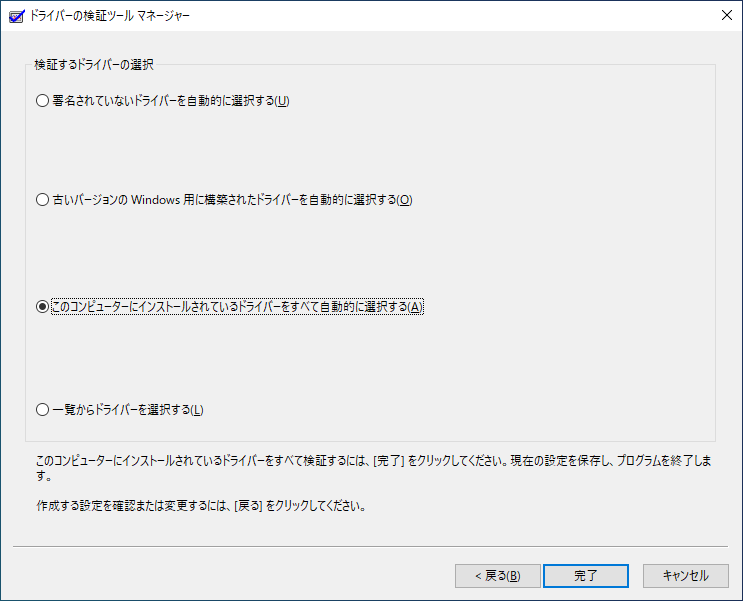 ドライバーの検証ツール マネージャー
検証するドライバーの選択
署名されていないドライバーを自動的に選択する(U)
古いバージョンの Windows 用に構築されたドライバーを自動的に選択する(O)
このコンピューターにインストールされているドライバーをすべて自動的に選択する(A)
一覧からドライバーを選択する(L)
このコンピューターにインストールされているドライバーをすべて検証するには、[完了] をクリックしてください。現在の設定を保存し、プログラムを終了しま
す。
作成する設定を確認または変更するには、[戻る] をクリックしてください。
< 戻る(B)
完了
キャンセル